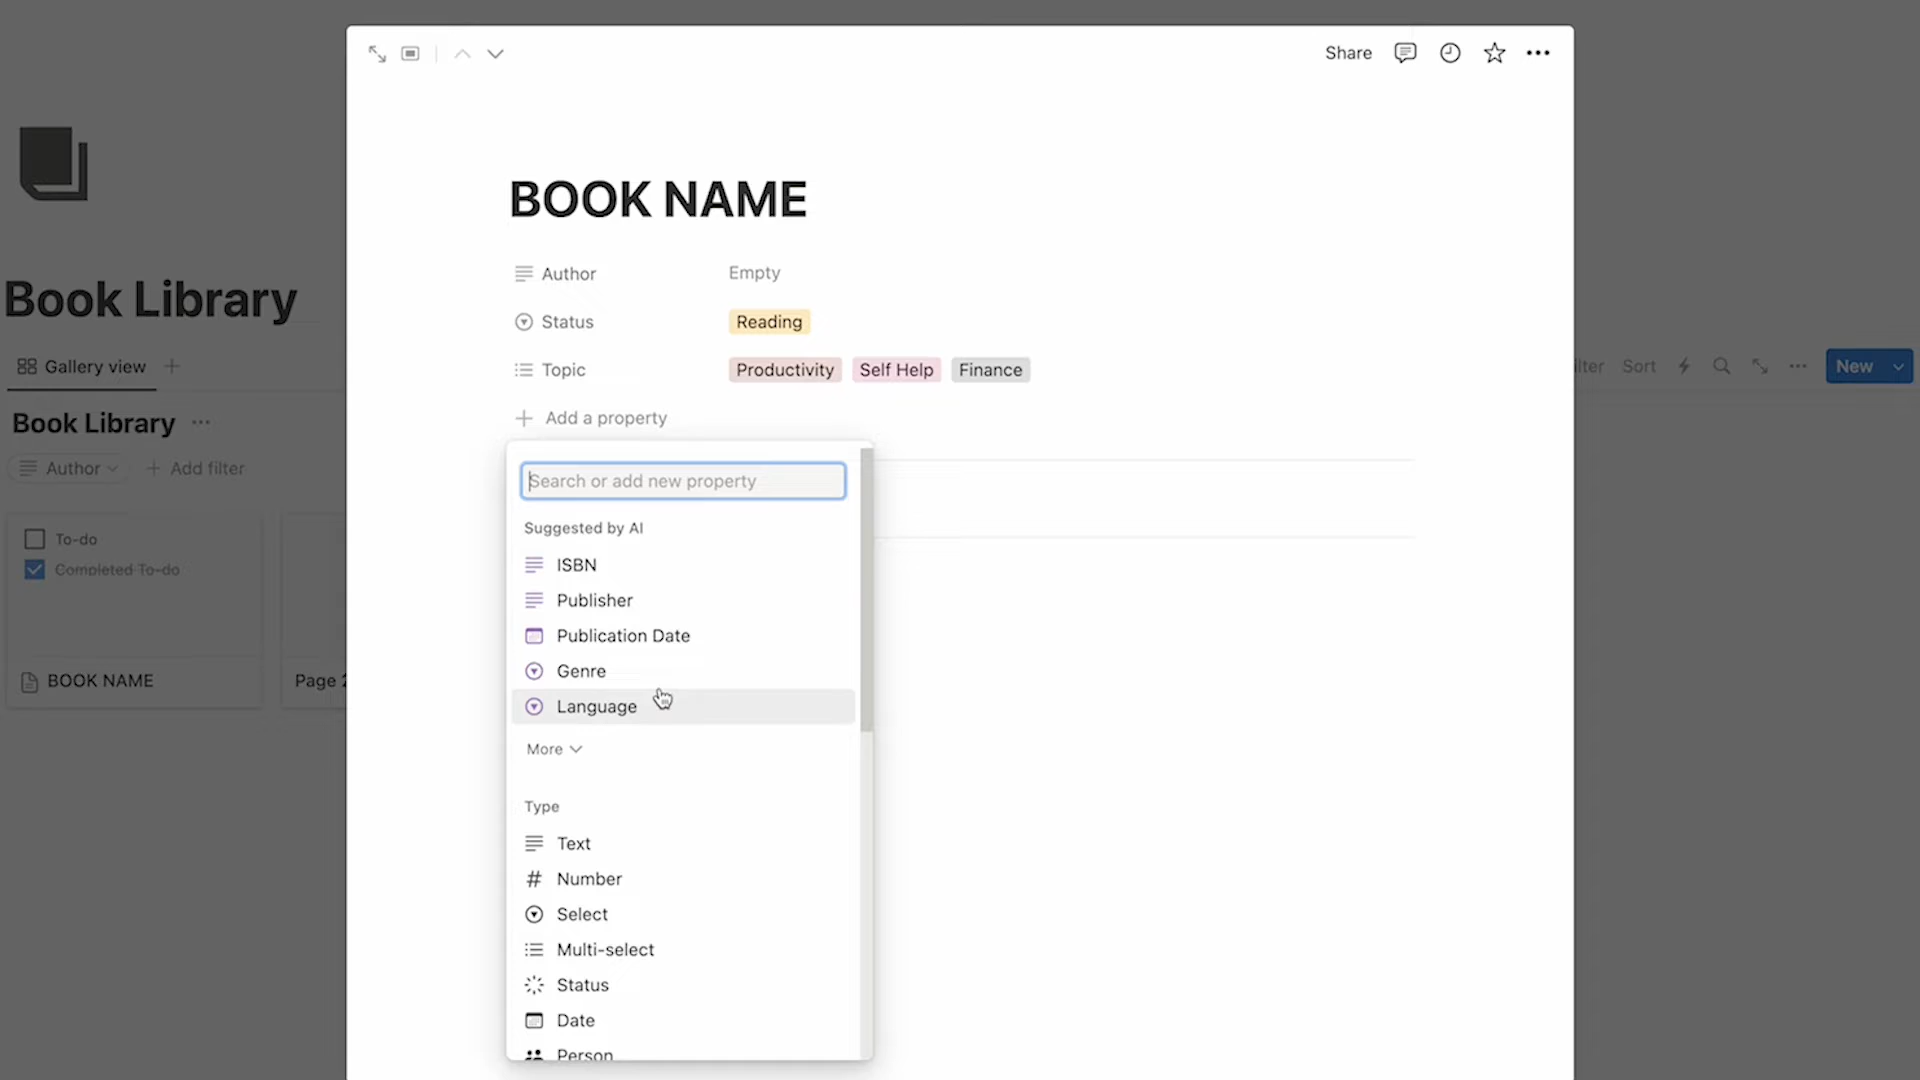 Share
Book Library
Gallery view
Sort
New
Book Library
Author
Add filter
To-do
Completed To-do
BOOK NAME
Page
BOOK NAME
Author Empty
Status Reading
Topic Productivity Self Help Finance
Add a property
Search or add new property
Suggested by AI
ISBN
Publisher
Publication Date
Genre
Language
More
Type
Text
Number
Select
Multi-select
Status
Date
Person